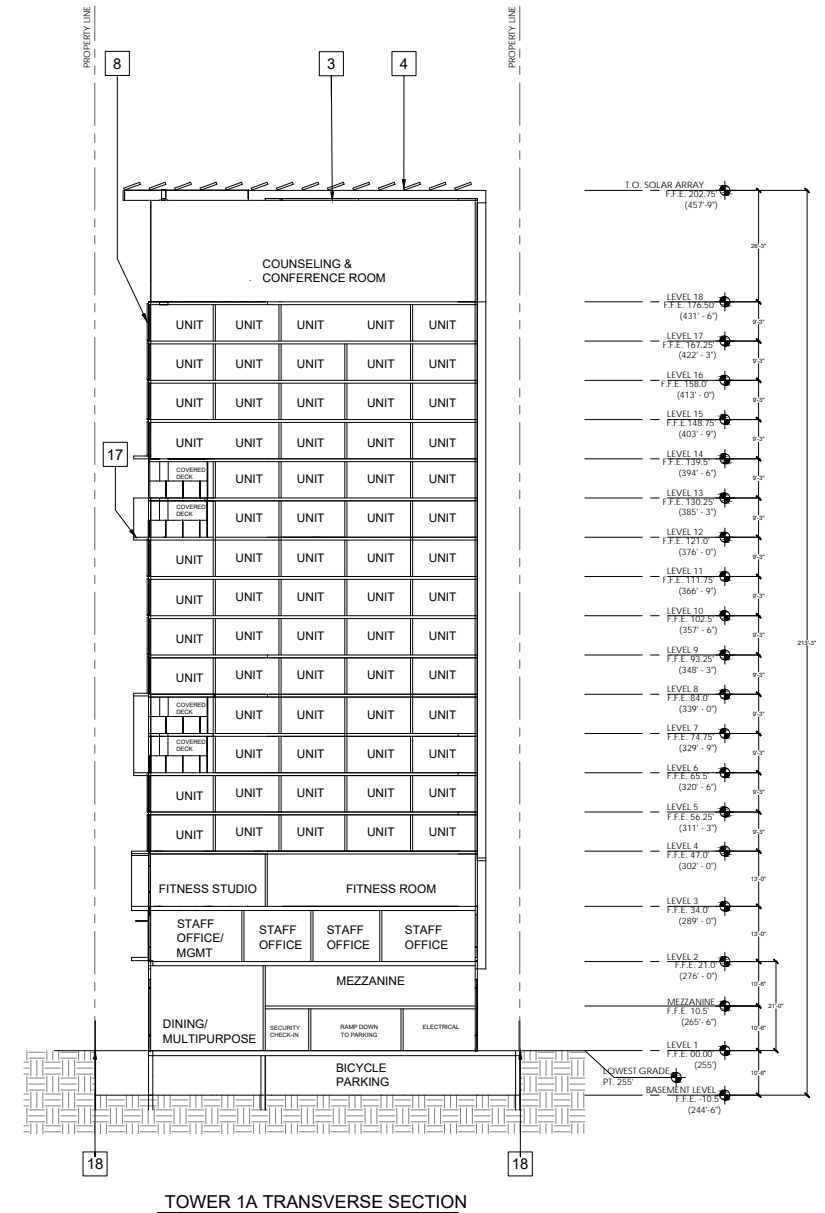 PROPERTY LINE
PROPERTY LINE
8
3
4
T.O. SOLAR ARRAY
F.F.E. 202.75'
(457'-9")
26'-3"
COUNSELING &
CONFERENCE ROOM
LEVEL 18
F.F.E. 176.50'
(431' - 6")
9'-3"
UNIT UNIT UNIT UNIT UNIT
LEVEL 17
F.F.E. 167.25'
(422' - 3")
9'-3"
UNIT UNIT UNIT UNIT UNIT
LEVEL 16
F.F.E. 158.0'
(413' - 0")
9'-3"
UNIT UNIT UNIT UNIT UNIT
LEVEL 15
F.F.E. 148.75'
(403' - 9")
9'-3"
UNIT UNIT UNIT UNIT UNIT
17
LEVEL 14
F.F.E. 139.5'
(394' - 6")
9'-3"
COVERED
DECK
UNIT UNIT UNIT UNIT
LEVEL 13
F.F.E. 130.25'
(385' - 3")
9'-3"
COVERED
DECK
UNIT UNIT UNIT UNIT
LEVEL 12
F.F.E. 121.0'
(376' - 0")
9'-3"
UNIT UNIT UNIT UNIT UNIT
LEVEL 11
F.F.E. 111.75'
(366' - 9")
9'-3"
UNIT UNIT UNIT UNIT UNIT
LEVEL 10
F.F.E. 102.5'
(357' - 6")
9'-3"
UNIT UNIT UNIT UNIT UNIT
213'-3"
LEVEL 9
F.F.E. 93.25'
(348' - 3")
9'-3"
UNIT UNIT UNIT UNIT UNIT
LEVEL 8
F.F.E. 84.0'
(339' - 0")
9'-3"
COVERED
DECK
UNIT UNIT UNIT UNIT
LEVEL 7
F.F.E. 74.75'
(329' - 9")
9'-3"
COVERED
DECK
UNIT UNIT UNIT UNIT
LEVEL 6
F.F.E. 65.5'
(320' - 6")
9'-3"
UNIT UNIT UNIT UNIT UNIT
LEVEL 5
F.F.E. 56.25'
(311' - 3")
9'-3"
UNIT UNIT UNIT UNIT UNIT
LEVEL 4
F.F.E. 47.0'
(302' - 0")
13'-0"
FITNESS STUDIO
FITNESS ROOM
LEVEL 3
F.F.E. 34.0'
(289' - 0")
13'-0"
STAFF
OFFICE/
MGMT
STAFF
OFFICE
STAFF
OFFICE
STAFF
OFFICE
LEVEL 2
F.F.E. 21.0'
(276' - 0")
10'-6"
21'-0"
MEZZANINE
MEZZANINE
F.F.E. 10.5'
(265'- 6")
10'-6"
DINING/
MULTIPURPOSE
SECURITY
CHECK-IN
RAMP DOWN
TO PARKING
ELECTRICAL
LEVEL 1
F.F.E. 00.00'
(255')
10'-6"
BICYCLE
PARKING
LOWEST GRADE
PT. 255'
BASEMENT LEVEL
F.F.E. -10.5'
(244'-6")
18
18
TOWER 1A TRANSVERSE SECTION